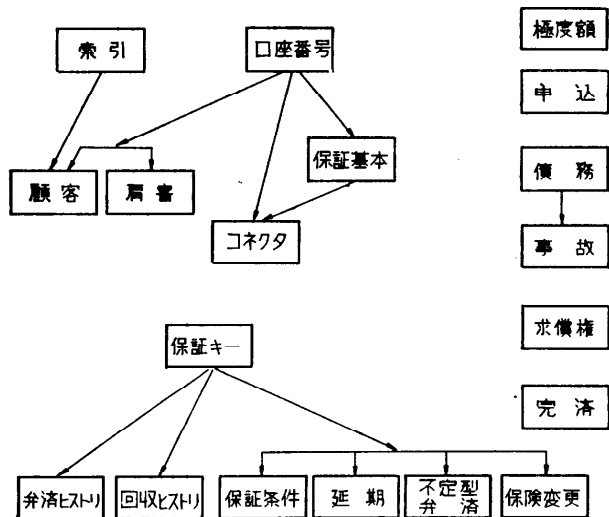 索引
口座番号
極度額
申込
債務
保証基本
顧客
肩書
コネクタ
事故
求償権
保証キー
完済
弁済ヒストリ
回収ヒストリ
保証条件
延期
不定型
弁済
保険変更